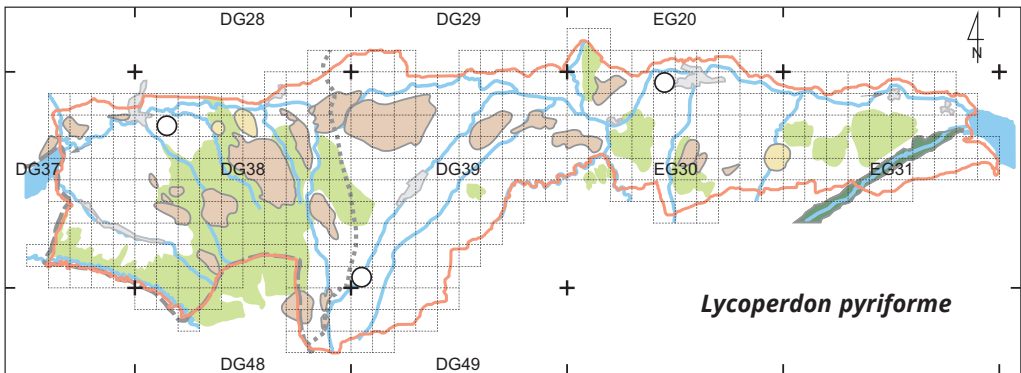 DG28 DG29 EG20
N
DG37 DG38 DG39 EG30 EG31
Lycoperdon pyriforme
DG48 DG49